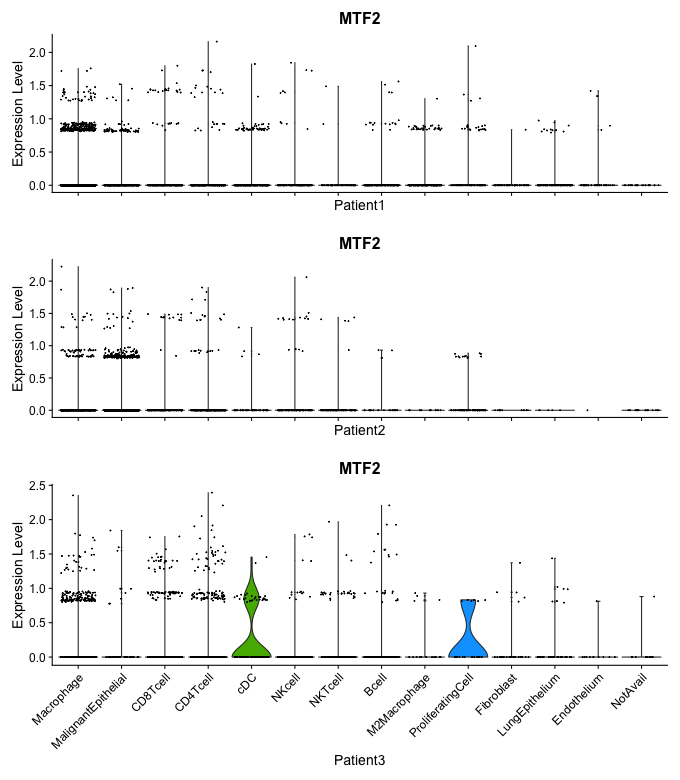 MTF2
Expression Level
2.0
1.5
1.0
0.5
0.0
Patient1
MTF2
Expression Level
2.0
1.5
1.0
0.5
0.0
Patient2
MTF2
Expression Level
2.5
2.0
1.5
1.0
0.5
0.0
Macrophage
MalignantEpithelial
CD8Tcell
CD4Tcell
cDC
NKcell
NKTcell
Bcell
M2Macrophage
ProliferatingCell
Fibroblast
LungEpithelium
Endothelium
NotAvail
Patient3